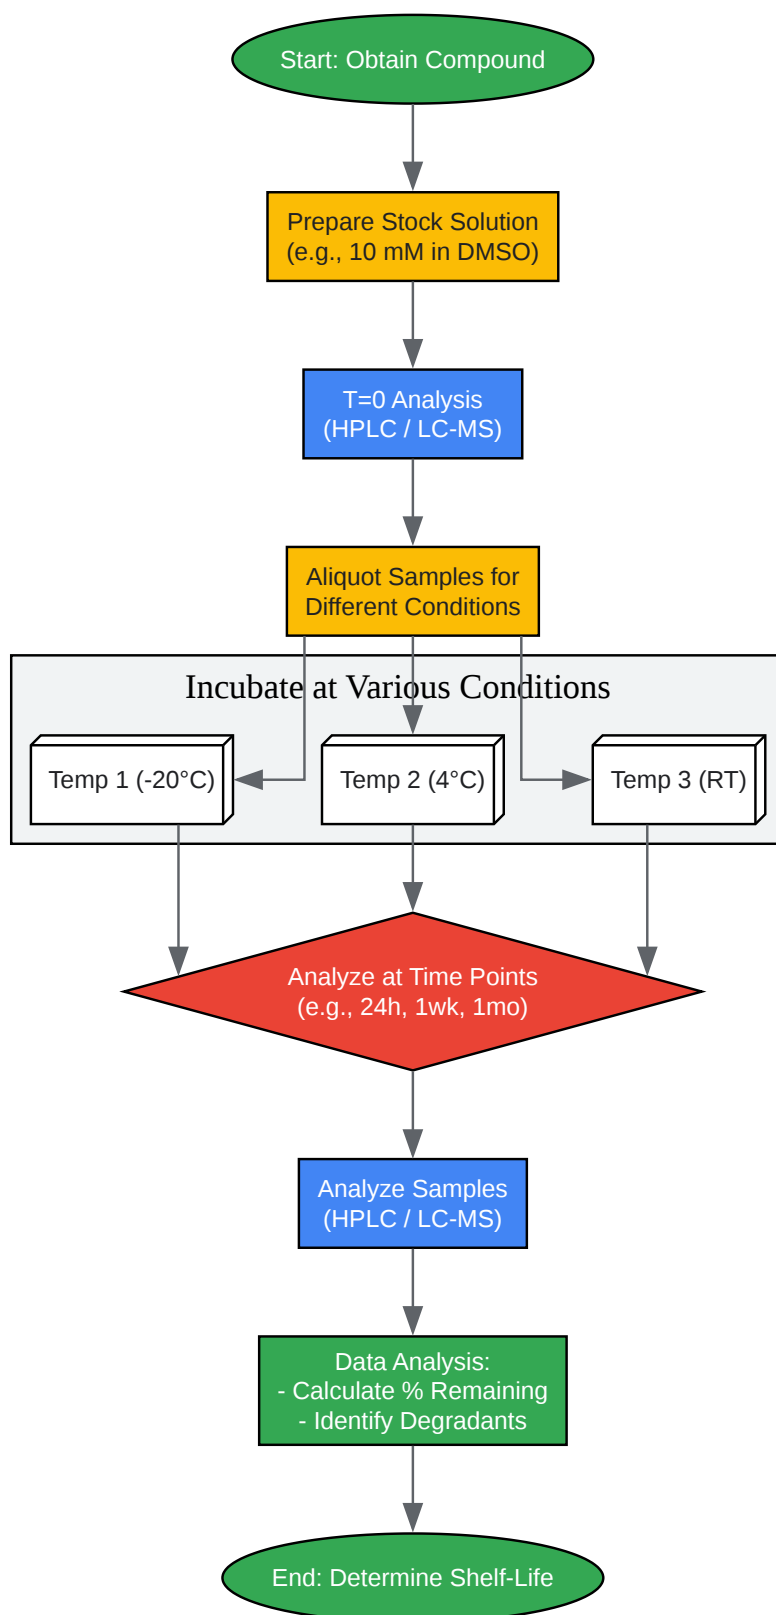 Start: Obtain Compound
Prepare Stock Solution
(e.g., 10 mM in DMSO)
T=0 Analysis
(HPLC / LC-MS)
Aliquot Samples for
Different Conditions
Incubate at Various Conditions
Temp 1 (-20°C)
Temp 2 (4°C)
Temp 3 (RT)
Analyze at Time Points
(e.g., 24h, 1wk, 1mo)
Analyze Samples
(HPLC / LC-MS)
Data Analysis:
- Calculate % Remaining
- Identify Degradants
End: Determine Shelf-Life